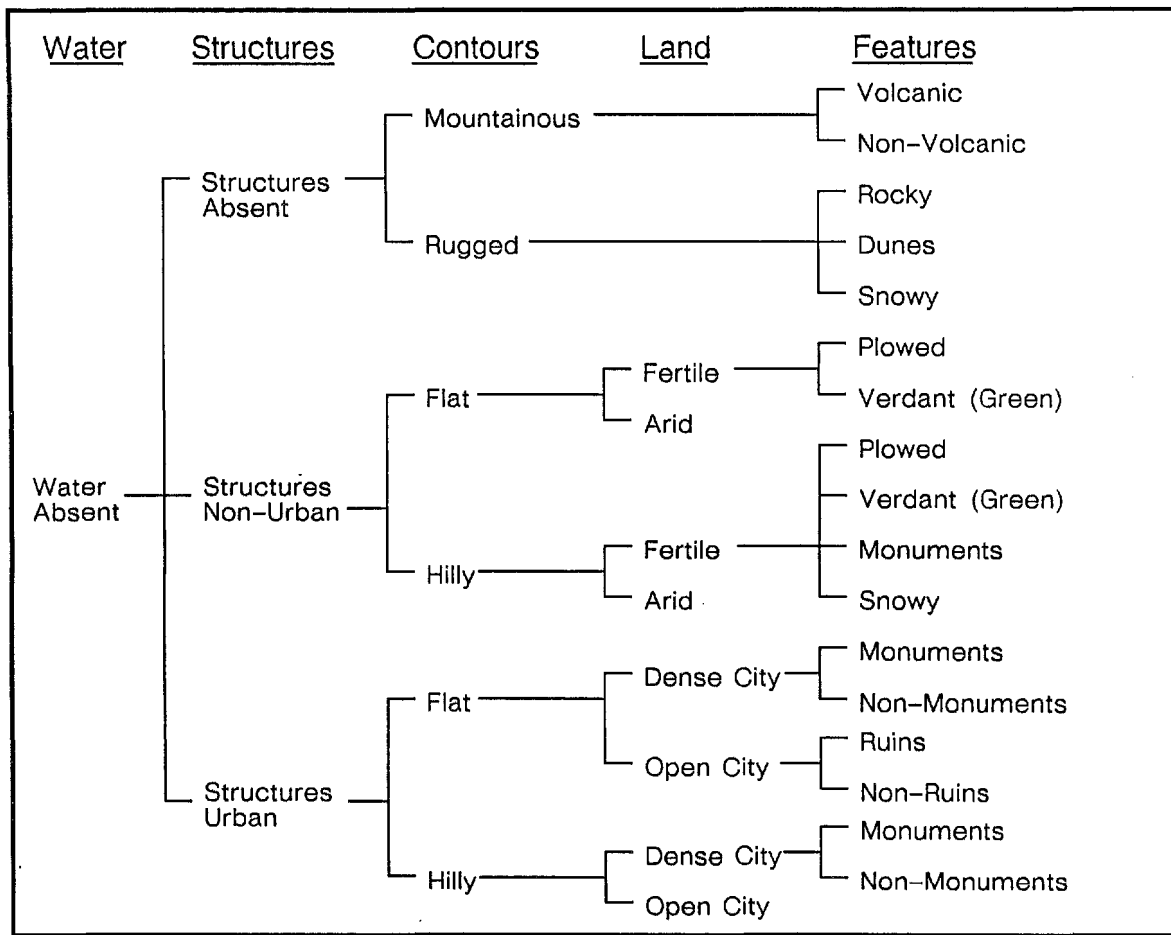 Water Structures Contours Land Features
Volcanic
Mountainous
Non-Volcanic
Structures
Absent
Rocky
Rugged
Dunes
Snowy
Plowed
Fertile
Flat
Verdant (Green)
Arid
Plowed
Water
Absent
Structures
Non-Urban
Verdant (Green)
Fertile
Monuments
Hilly
Arid
Snowy
Monuments
Dense City
Flat
Non-Monuments
Ruins
Open City
Structures
Urban
Non-Ruins
Monuments
Dense City
Hilly
Non-Monuments
Open City